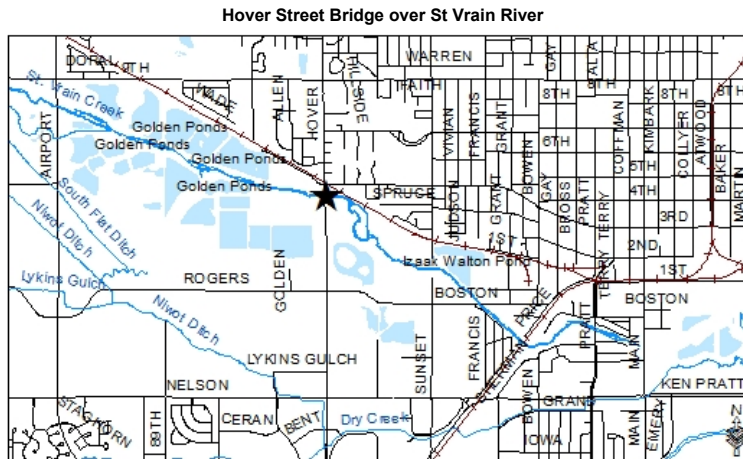 Hover Street Bridge over St Vrain River
DORAL
9TH
WARREN
GAY
ALTA
St. Vrain Creek
WADE
ALLEN
HOVER
HILLSIDE
FAITH
8TH
9TH
8TH
8TH
AIRPORT
Golden Ponds
Golden Ponds
Golden Ponds
Golden Ponds
VIVIAN
FRANCIS
GRANT
BOWEN
6TH
COFFMAN
KIMBARK
COLLYER
ATWOOD
BAKER
MARTIN
5TH
4TH
3RD
2ND
1ST
South Flat Ditch
Niwot Ditch
SPRUCE
JUDSON
GRANT
GAY
BROSS
PRATT
TERRY
TERRY
1ST
Izaak Walton Pond
Lykins Gulch
ROGERS
GOLDEN
BOSTON
BOSTON
Niwot Ditch
PRICE
PRATT
MAIN
LYKINS GULCH
SUNSET
FRANCIS
SHERMAN
NELSON
BOWEN
GRAND
KEN PRATT
STAGHORN
89TH
CERAN
BENT
Dry Creek
IOWA
MAIN
EMERY
N